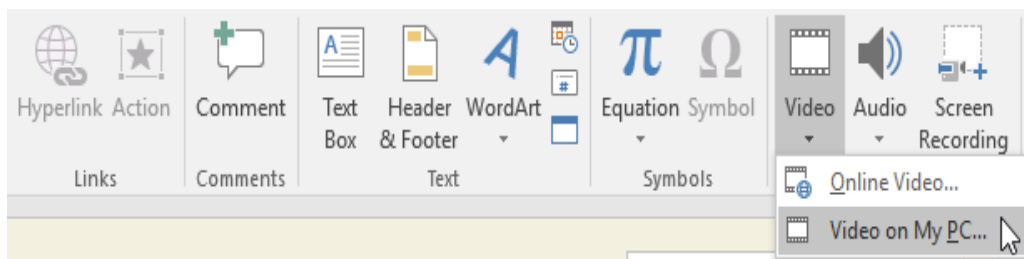 Hyperlink Action Comment Text Header WordArt Equation Symbol Video Audio Screen
Box & Footer Recording
Links Comments Text Symbols
Online Video...
Video on My PC...